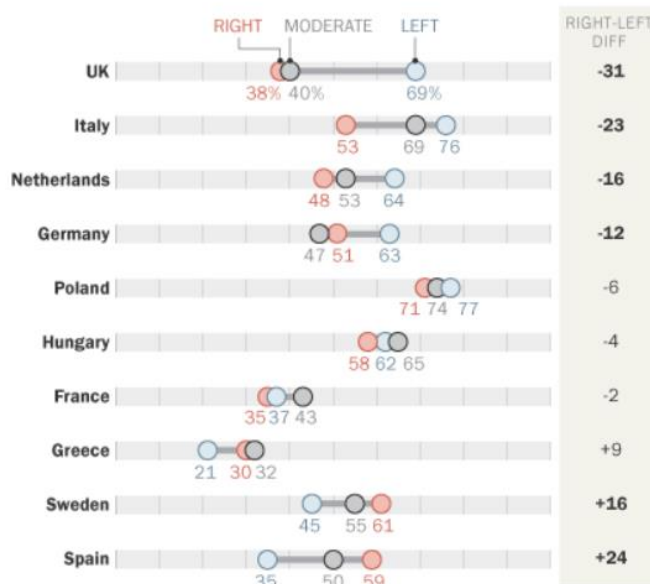 RIGHT MODERATE LEFT RIGHT-LEFT
DIFF
UK -31
38% 40% 69%
Italy -23
53 69 76
Netherlands -16
48 53 64
Germany -12
47 51 63
Poland -6
71 74 77
Hungary -4
58 62 65
France -2
35 37 43
Greece +9
21 30 32
Sweden +16
45 55 61
Spain +24
35 50 59